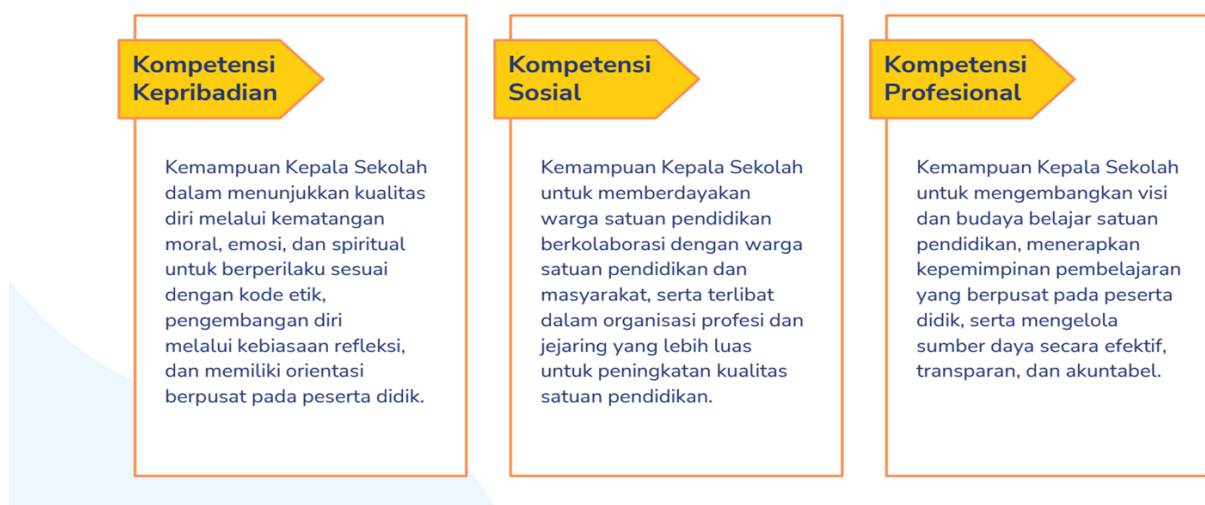 Kompetensi
Kepribadian
Kemampuan Kepala Sekolah
dalam menunjukkan kualitas
diri melalui kematangan
moral, emosi, dan spiritual
untuk berperilaku sesuai
dengan kode etik,
pengembangan diri
melalui kebiasaan refleksi,
dan memiliki orientasi
berpusat pada peserta didik.
Kompetensi
Sosial
Kemampuan Kepala Sekolah
untuk memberdayakan
warga satuan pendidikan
berkolaborasi dengan warga
satuan pendidikan dan
masyarakat, serta terlibat
dalam organisasi profesi dan
jejaring yang lebih luas
untuk peningkatan kualitas
satuan pendidikan.
Kompetensi
Profesional
Kemampuan Kepala Sekolah
untuk mengembangkan visi
dan budaya belajar satuan
pendidikan, menerapkan
kepemimpinan pembelajaran
yang berpusat pada peserta
didik, serta mengelola
sumber daya secara efektif,
transparan, dan akuntabel.